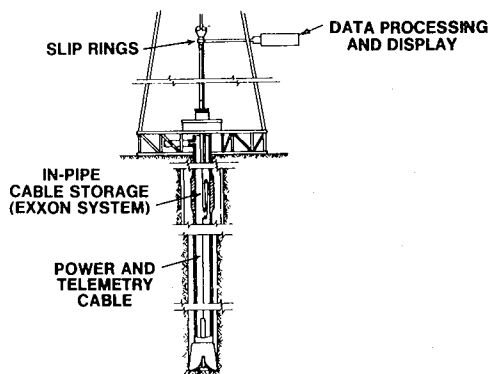 DATA PROCESSING
AND DISPLAY
SLIP RINGS
IN-PIPE
CABLE STORAGE
(EXXON SYSTEM)
POWER AND
TELEMETRY
CABLE